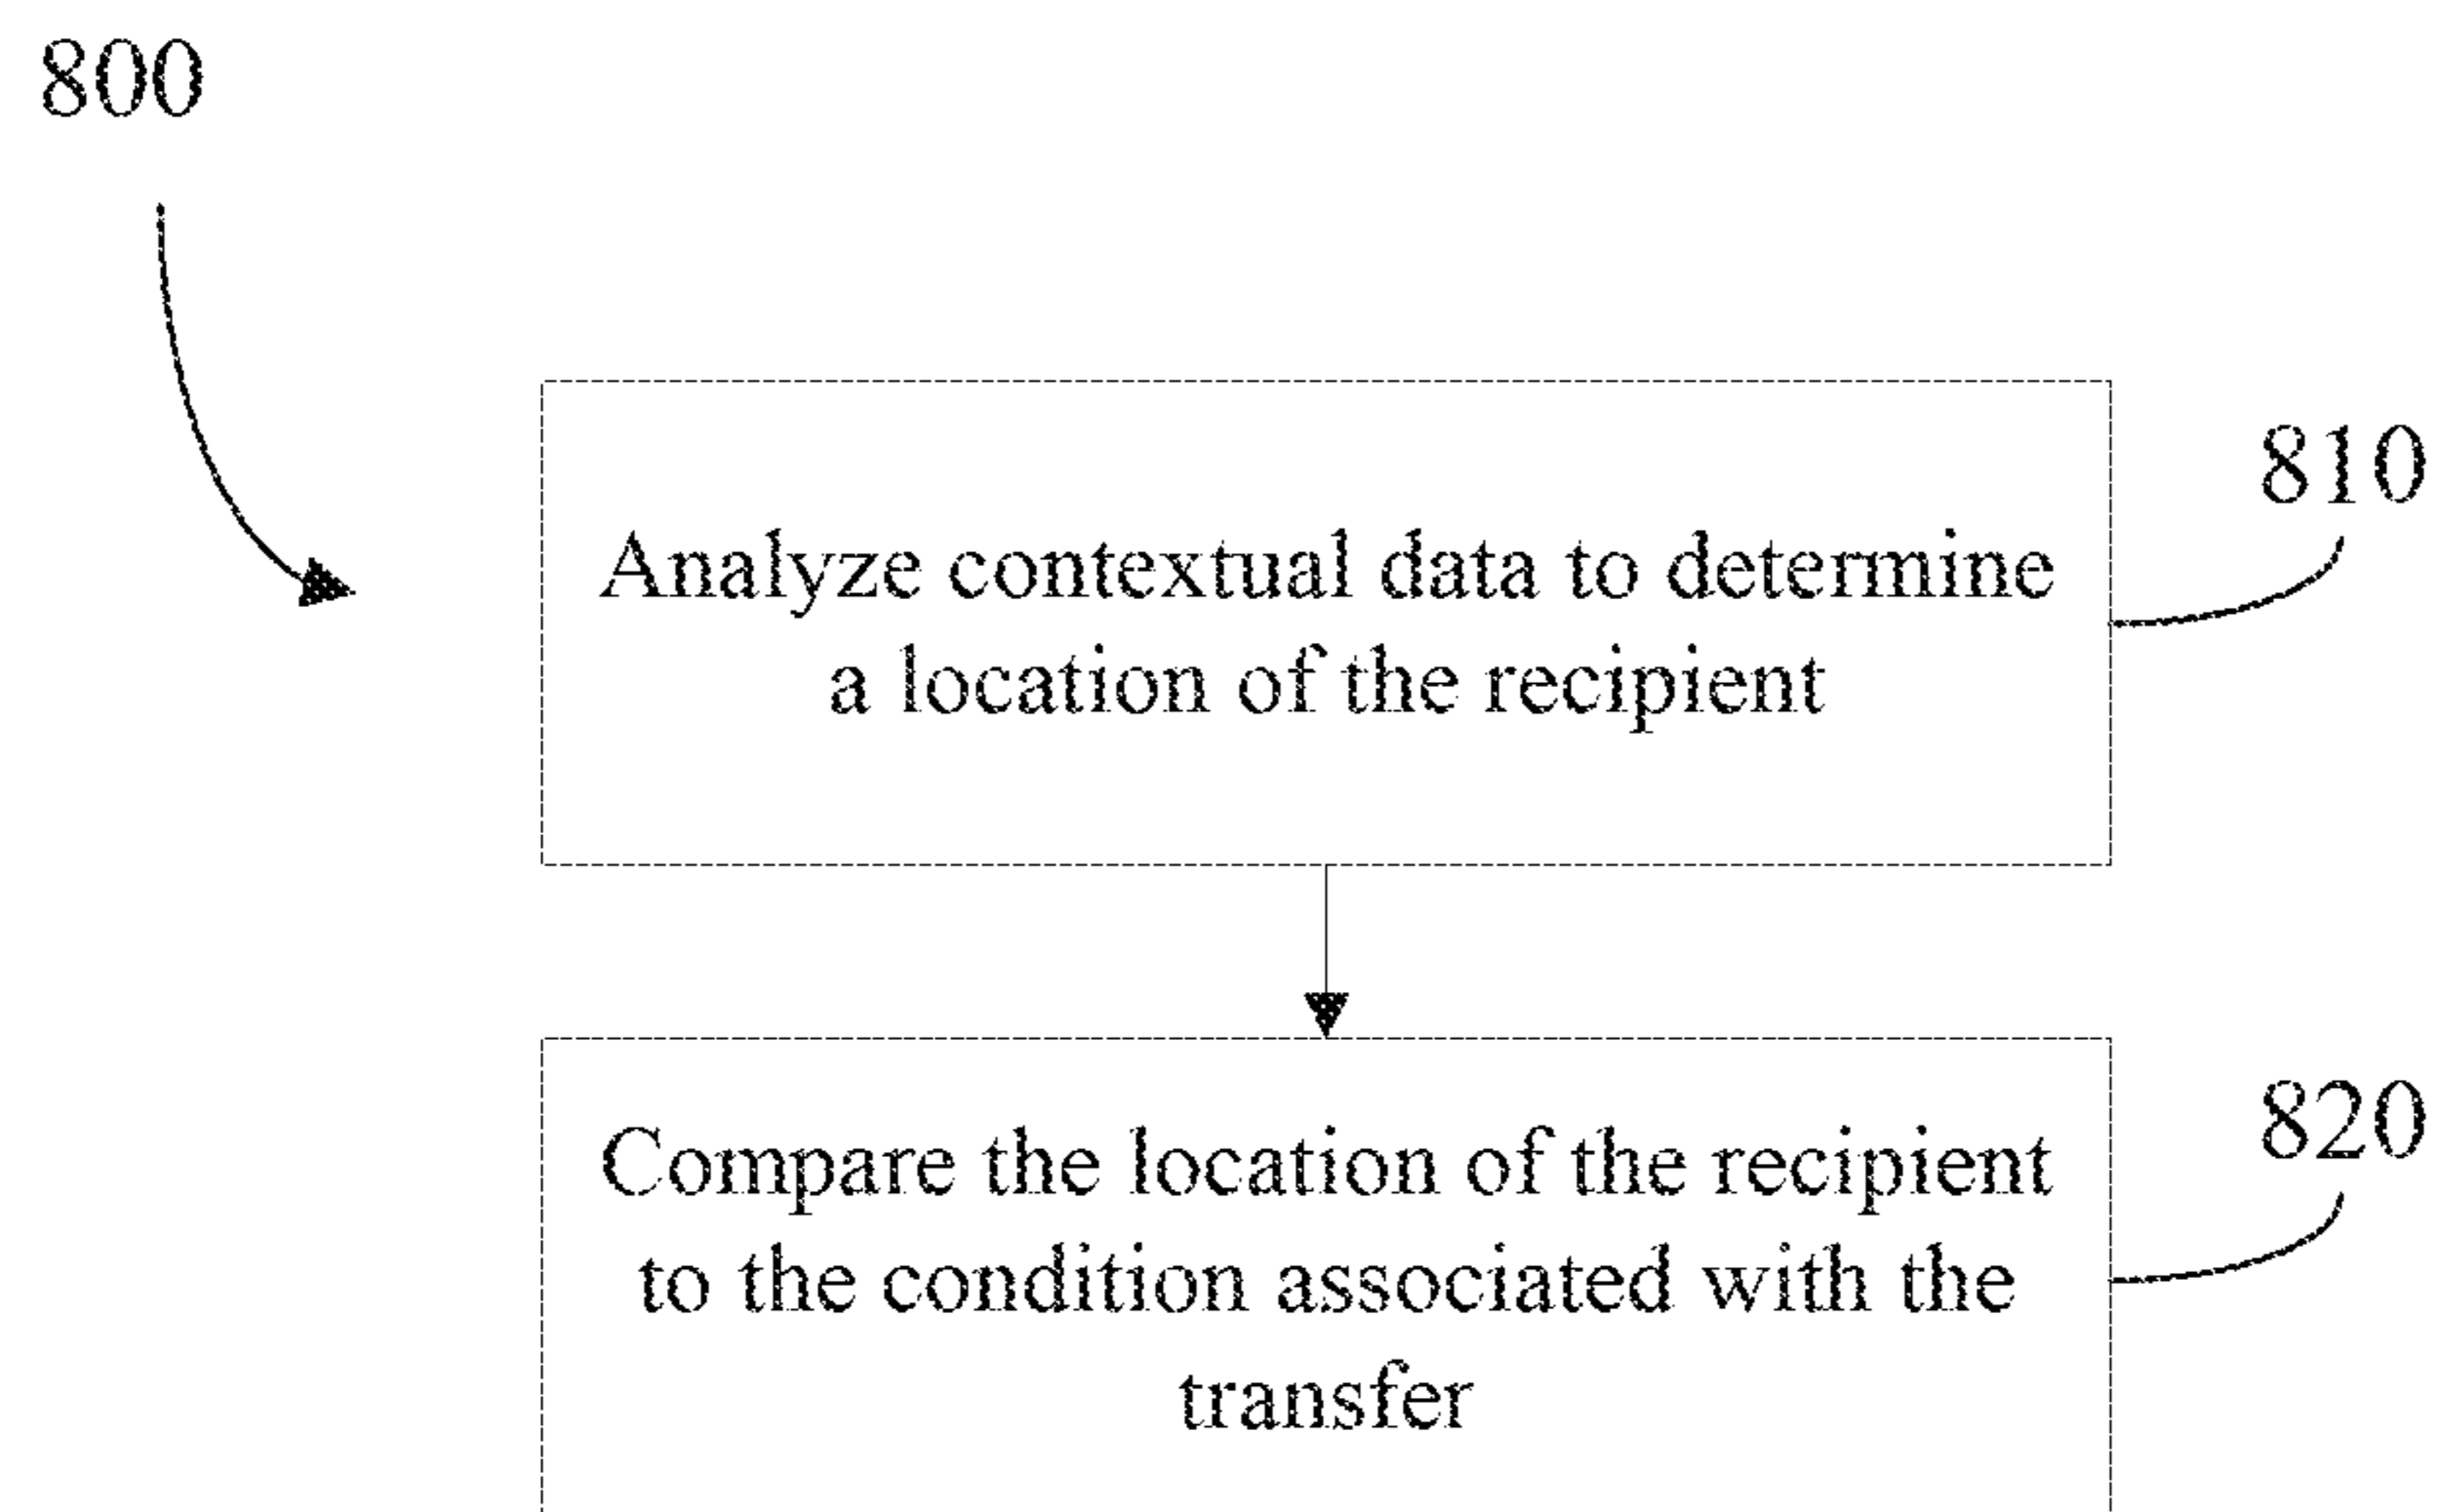 800
810
Analyze contextual data to determine
a location of the recipient
820
Compare the location of the recipient
to the condition associated with the
transfer